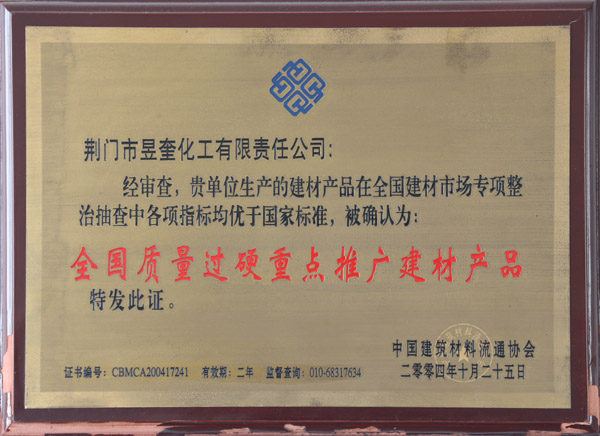 荆门市昱奎化工有限责任公司：
经审查，贵单位生产的建材产品在全国建材市场专项整
治抽查中各项指标均优于国家标准，被确认为：
全国质量过硬重点推广建材产品
特发此证。
中国建筑材料流通协会
二零零四年十月二十五日
证书编号：CBMCA200417241 有效期：二年 监督查询：010-68317634